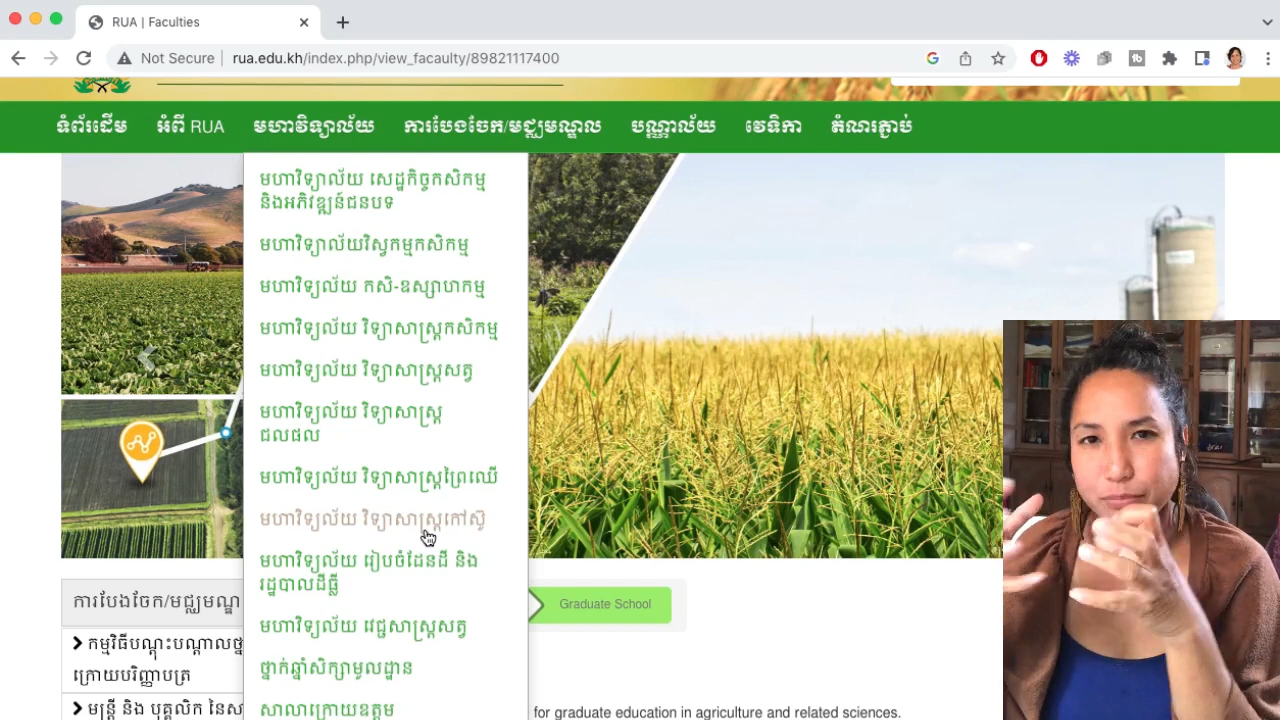 RUA | Faculties
Not Secure
rua.edu.kh/index.php/view_facaulty/89821117400
ទំព័រដើម
អំពី RUA
មហាវិទ្យាល័យ
ការបែងចែក/មជ្ឈមណ្ឌល
បណ្ណាល័យ
វេទិកា
តំណរភ្ជាប់
មហាវិទ្យាល័យ សេដ្ឋកិច្ចកសិកម្ម
និងអភិវឌ្ឍន៍ជនបទ
មហាវិទ្យាល័យវិស្វកម្មកសិកម្ម
មហាវិទ្យល័យ កសិ-ឧស្សាហកម្ម
មហាវិទ្យល័យ វិទ្យាសាស្ត្រកសិកម្ម
មហាវិទ្យល័យ វិទ្យាសាស្ត្រសត្វ
មហាវិទ្យល័យ វិទ្យាសាស្ត្រ
ជលផល
មហាវិទ្យល័យ វិទ្យាសាស្ត្រព្រៃឈើ
មហាវិទ្យល័យ វិទ្យាសាស្ត្រកៅស៊ូ
មហាវិទ្យល័យ រៀបចំដែនដី និង
រដ្ឋបាលដីធ្លី
មហាវិទ្យល័យ វេជ្ជសាស្ត្រសត្វ
ថ្នាក់ឆ្នាំសិក្សាមូលដ្ឋាន
សាលាក្រោយឧត្តម
ការបែងចែក/មជ្ឈមណ្ឌ
Graduate School
កម្មវិធីបណ្តុះបណ្តាលថ្ន
ក្រោយបរិញ្ញាបត្រ
មន្ត្រី និង បុគ្គលិក នៃស
for graduate education in agriculture and related sciences.